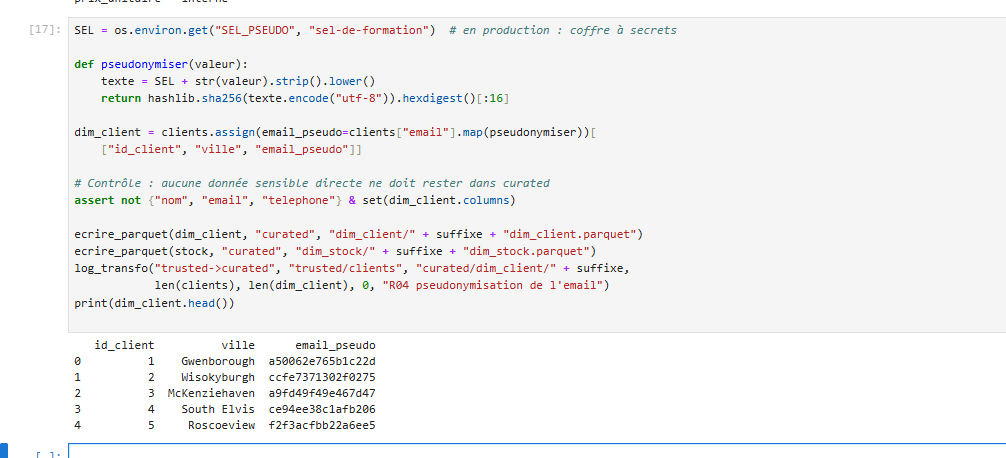 prix_unitaire    interne
[17]: SEL = os.environ.get("SEL_PSEUDO", "sel-de-formation")  # en production : coffre à secrets
def pseudonymiser(valeur):
    texte = SEL + str(valeur).strip().lower()
    return hashlib.sha256(texte.encode("utf-8")).hexdigest()[:16]
dim_client = clients.assign(email_pseudo=clients["email"].map(pseudonymiser))[
    ["id_client", "ville", "email_pseudo"]]
# Contrôle : aucune donnée sensible directe ne doit rester dans curated
assert not {"nom", "email", "telephone"} & set(dim_client.columns)
ecrire_parquet(dim_client, "curated", "dim_client/" + suffixe + "dim_client.parquet")
ecrire_parquet(stock, "curated", "dim_stock/" + suffixe + "dim_stock.parquet")
log_transfo("trusted->curated", "trusted/clients", "curated/dim_client/" + suffixe,
            len(clients), len(dim_client), 0, "R04 pseudonymisation de l'email")
print(dim_client.head())
   id_client          ville      email_pseudo
0          1    Gwenborough  a50062e765b1c22d
1          2     Wisokyburgh  ccfe7371302f0275
2          3  McKenziehaven  a9fd49f49e467d47
3          4    South Elvis  ce94ee38c1afb206
4          5     Roscoeview  f2f3acfbb22a6ee5
[ ]: